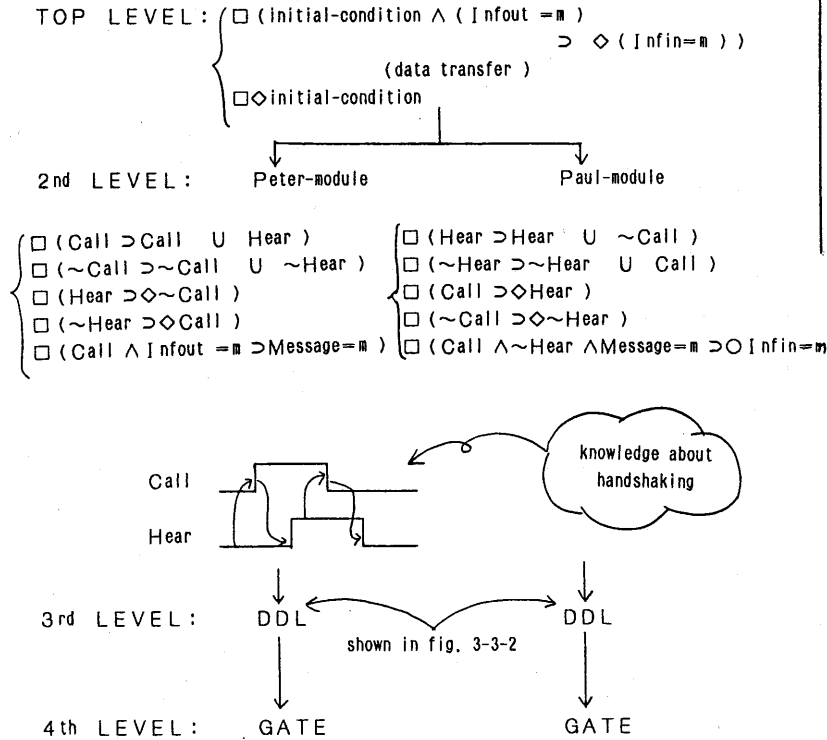 TOP LEVEL: □ (initial-condition ∧ ( Infout =m )
⊃ ◇ ( Infin=m ) )
(data transfer )
□◇initial-condition
2nd LEVEL: Peter-module Paul-module
□ (Call ⊃Call U Hear ) □ (Hear ⊃Hear U ~Call )
□ (~Call ⊃~Call U ~Hear ) □ (~Hear ⊃~Hear U Call )
□ (Hear ⊃◇~Call ) □ (Call ⊃◇Hear )
□ (~Hear ⊃◇Call ) □ (~Call ⊃◇~Hear )
□ (Call ∧ Infout =m ⊃Message=m ) □ (Call ∧~Hear ∧Message=m ⊃○ Infin=m
knowledge about
handshaking
Call
Hear
3rd LEVEL: DDL DDL
shown in fig. 3-3-2
4th LEVEL: GATE GATE